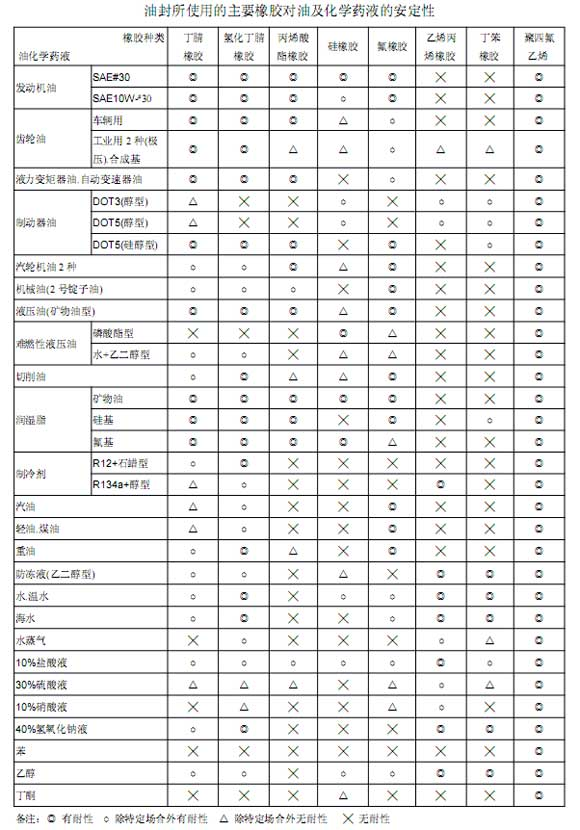 油封所使用的主要橡胶对油及化学药液的安定性
橡胶种类 油化学药液 丁腈橡胶 氢化丁腈橡胶 丙烯酸酯橡胶 硅橡胶 氟橡胶 乙烯丙烯橡胶 丁苯橡胶 聚四氟乙烯
发动机油 SAE#30 ◎ ◎ ◎ ◎ ◎ × × ◎
SAE10W-#30 ◎ ◎ ◎ ○ ◎ × × ◎
齿轮油 车辆用 ◎ ◎ ◎ △ ○ × × ◎
工业用2种(极压).合成基 ◎ ◎ △ △ ○ △ △ ◎
液力变矩器油.自动变速器油 ◎ ◎ ◎ × ○ × × ◎
制动器油 DOT3(醇型) △ × × ○ × ○ ○ ◎
DOT5(醇型) △ × × ○ × ○ ○ ◎
DOT5(硅醇型) ◎ ◎ ◎ × ◎ × ○ ◎
汽轮机油2种 ○ ○ ◎ △ ◎ × × ◎
机械油(2号锭子油) ○ ○ ○ × ◎ × × ◎
液压油(矿物油型) ◎ ◎ ◎ △ ◎ × × ◎
难燃性液压油 磷酸酯型 × × × ◎ △ × × ◎
水+乙二醇型 ○ ○ × △ △ × × ◎
切削油 ○ ◎ △ △ ◎ × × ◎
润湿脂 矿物油 ◎ ◎ ◎ ◎ ◎ × × ◎
硅基 ◎ ◎ ◎ × ◎ × ○ ◎
氟基 ◎ ◎ ◎ ◎ △ × × ◎
制冷剂 R12+石蜡型 ○ ◎ × × × × × ◎
R134a+醇型 △ ○ × × × ◎ × ◎
汽油 △ ○ × × ◎ × × ◎
轻油.煤油 △ ○ × × ◎ × × ◎
重油 ○ ◎ △ × ◎ × × ◎
防冻液(乙二醇型) ○ ○ × △ × ◎ ◎ ◎
水.温水 ○ ◎ × ○ ○ ◎ ◎ ◎
海水 ○ ◎ × × ○ ◎ ◎ ◎
水蒸气 × ○ × × × ○ △ ◎
10%盐酸液 ○ ○ ○ ○ ○ ◎ ○ ◎
30%硫酸液 △ △ △ × △ ○ △ ◎
10%硝酸液 × △ × × △ ○ × ◎
40%氢氧化钠液 ○ ◎ × × × ◎ ◎ ◎
苯 × × × × × × × ◎
乙醇 ○ ○ × ○ ○ ◎ ◎ ◎
丁酮 × × × △ × × × ◎
备注: ◎ 有耐性 ○ 除特定场合外有耐性 △ 除特定场合外无耐性 × 无耐性